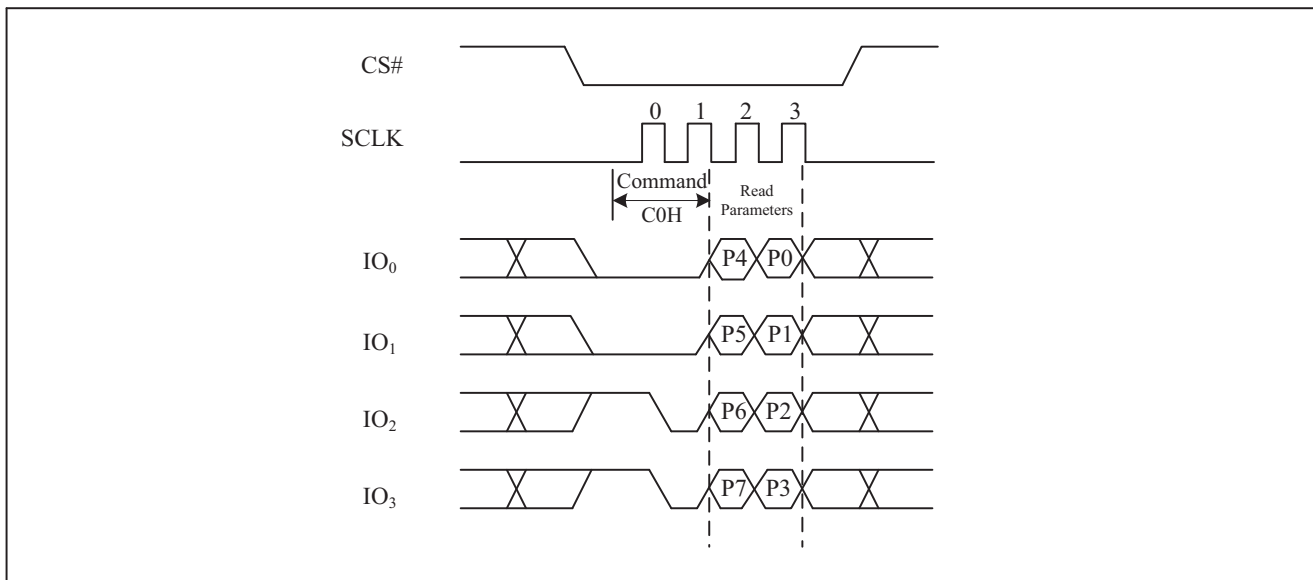 CS#
0 1 2 3
SCLK
Command
C0H
Read
Parameters
IO0 P4 P0
IO1 P5 P1
IO2 P6 P2
IO3 P7 P3